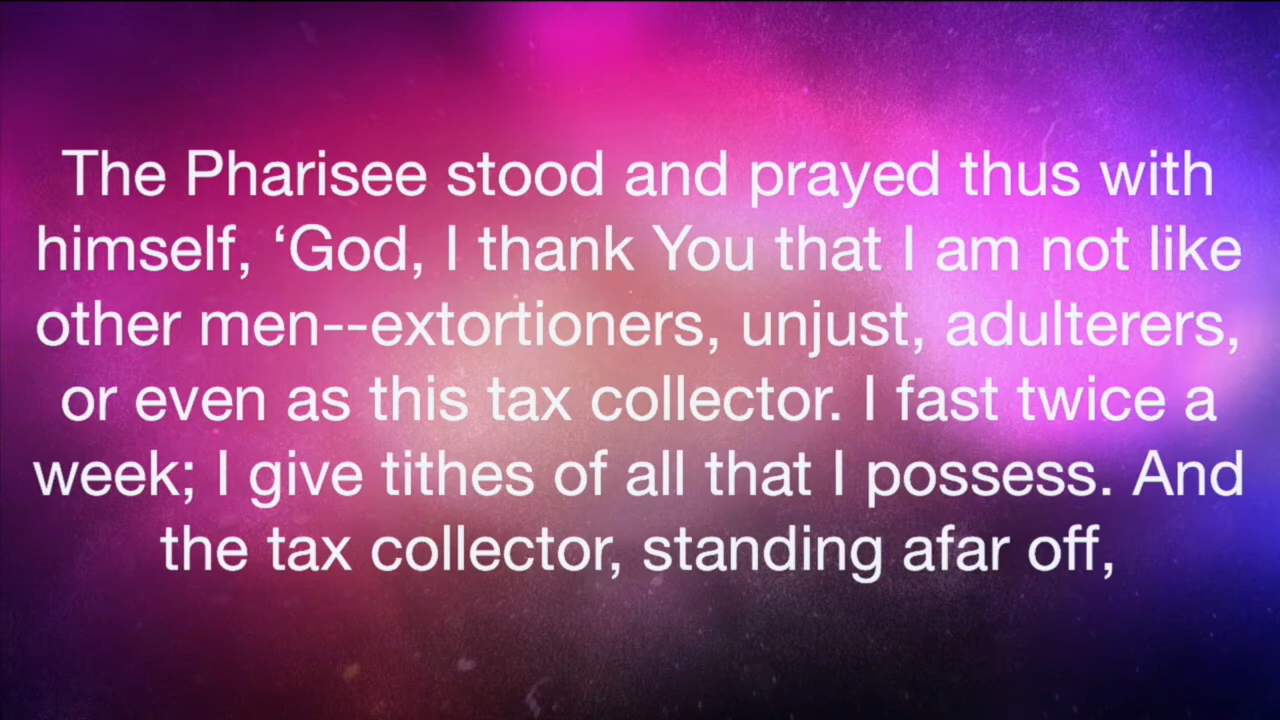 The Pharisee stood and prayed thus with
himself, ‘God, I thank You that I am not like
other men--extortioners, unjust, adulterers,
or even as this tax collector. I fast twice a
week; I give tithes of all that I possess. And
the tax collector, standing afar off,